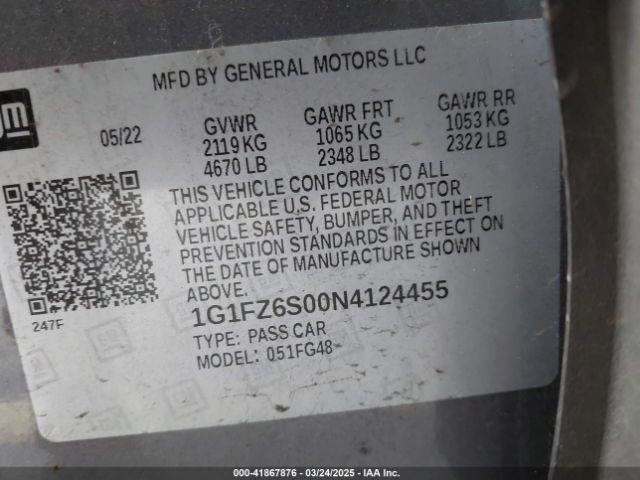 MFD BY GENERAL MOTORS LLC
gm
05/22
GVWR
2119 KG
4670 LB
GAWR FRT
1065 KG
2348 LB
GAWR RR
1053 KG
2322 LB
THIS VEHICLE CONFORMS TO ALL
APPLICABLE U.S. FEDERAL MOTOR
VEHICLE SAFETY, BUMPER, AND THEFT
PREVENTION STANDARDS IN EFFECT ON
THE DATE OF MANUFACTURE SHOWN
ABOVE.
247F
1G1FZ6S00N4124455
TYPE: PASS CAR
MODEL: 051FG48
000-41867876 | 03/24/2025 - IAA Inc.